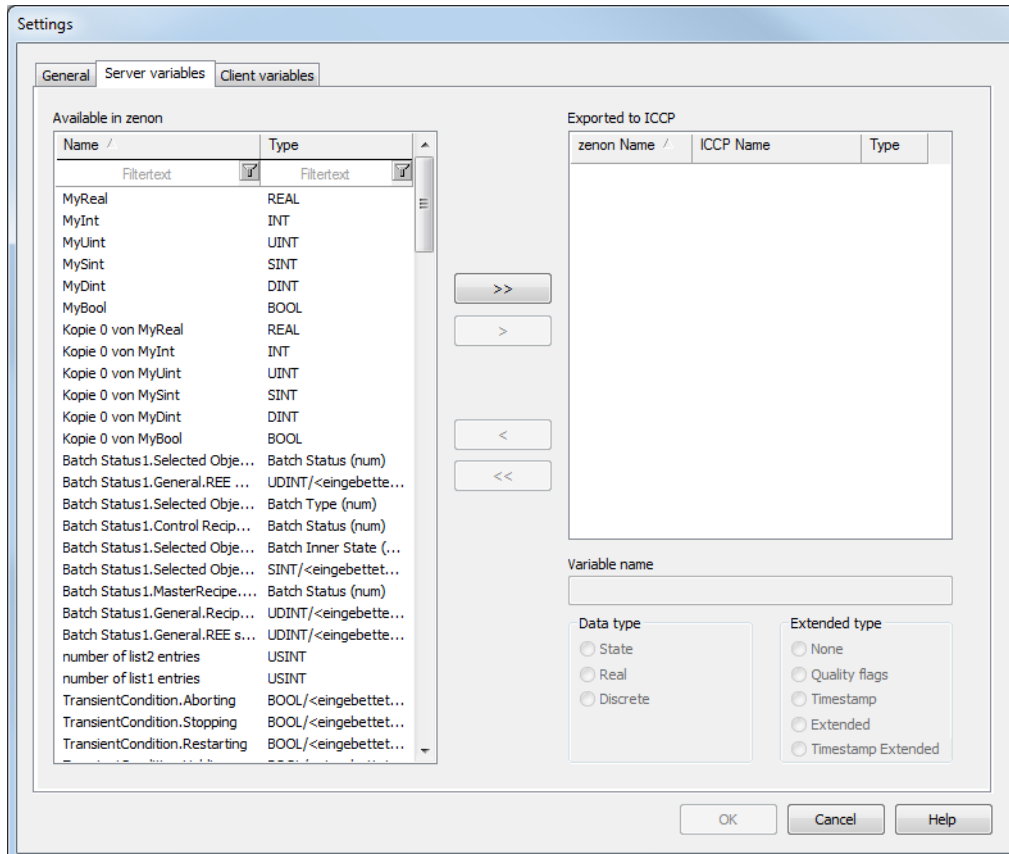 Settings
General Server variables Client variables
Available in zenon
Name Type
Filtertext Filtertext
MyReal REAL
MyInt INT
MyUint UINT
MySint SINT
MyDint DINT
MyBool BOOL
Kopie 0 von MyReal REAL
Kopie 0 von MyInt INT
Kopie 0 von MyUint UINT
Kopie 0 von MySint SINT
Kopie 0 von MyDint DINT
Kopie 0 von MyBool BOOL
Batch Status1.Selected Obje... Batch Status (num)
Batch Status1.General.REE ... UDINT/<eingebette...
Batch Status1.Selected Obje... Batch Type (num)
Batch Status1.Control Recip... Batch Status (num)
Batch Status1.Selected Obje... Batch Inner State (...
Batch Status1.Selected Obje... SINT/<eingebettet...
Batch Status1.MasterRecipe.... Batch Status (num)
Batch Status1.General.Recip... UDINT/<eingebette...
Batch Status1.General.REE s... UDINT/<eingebette...
number of list2 entries USINT
number of list1 entries USINT
TransientCondition.Aborting BOOL/<eingebettet...
TransientCondition.Stopping BOOL/<eingebettet...
TransientCondition.Restarting BOOL/<eingebettet...
>>
>
<
<<
Exported to ICCP
zenon Name ICCP Name Type
Variable name
Data type
State
Real
Discrete
Extended type
None
Quality flags
Timestamp
Extended
Timestamp Extended
OK Cancel Help